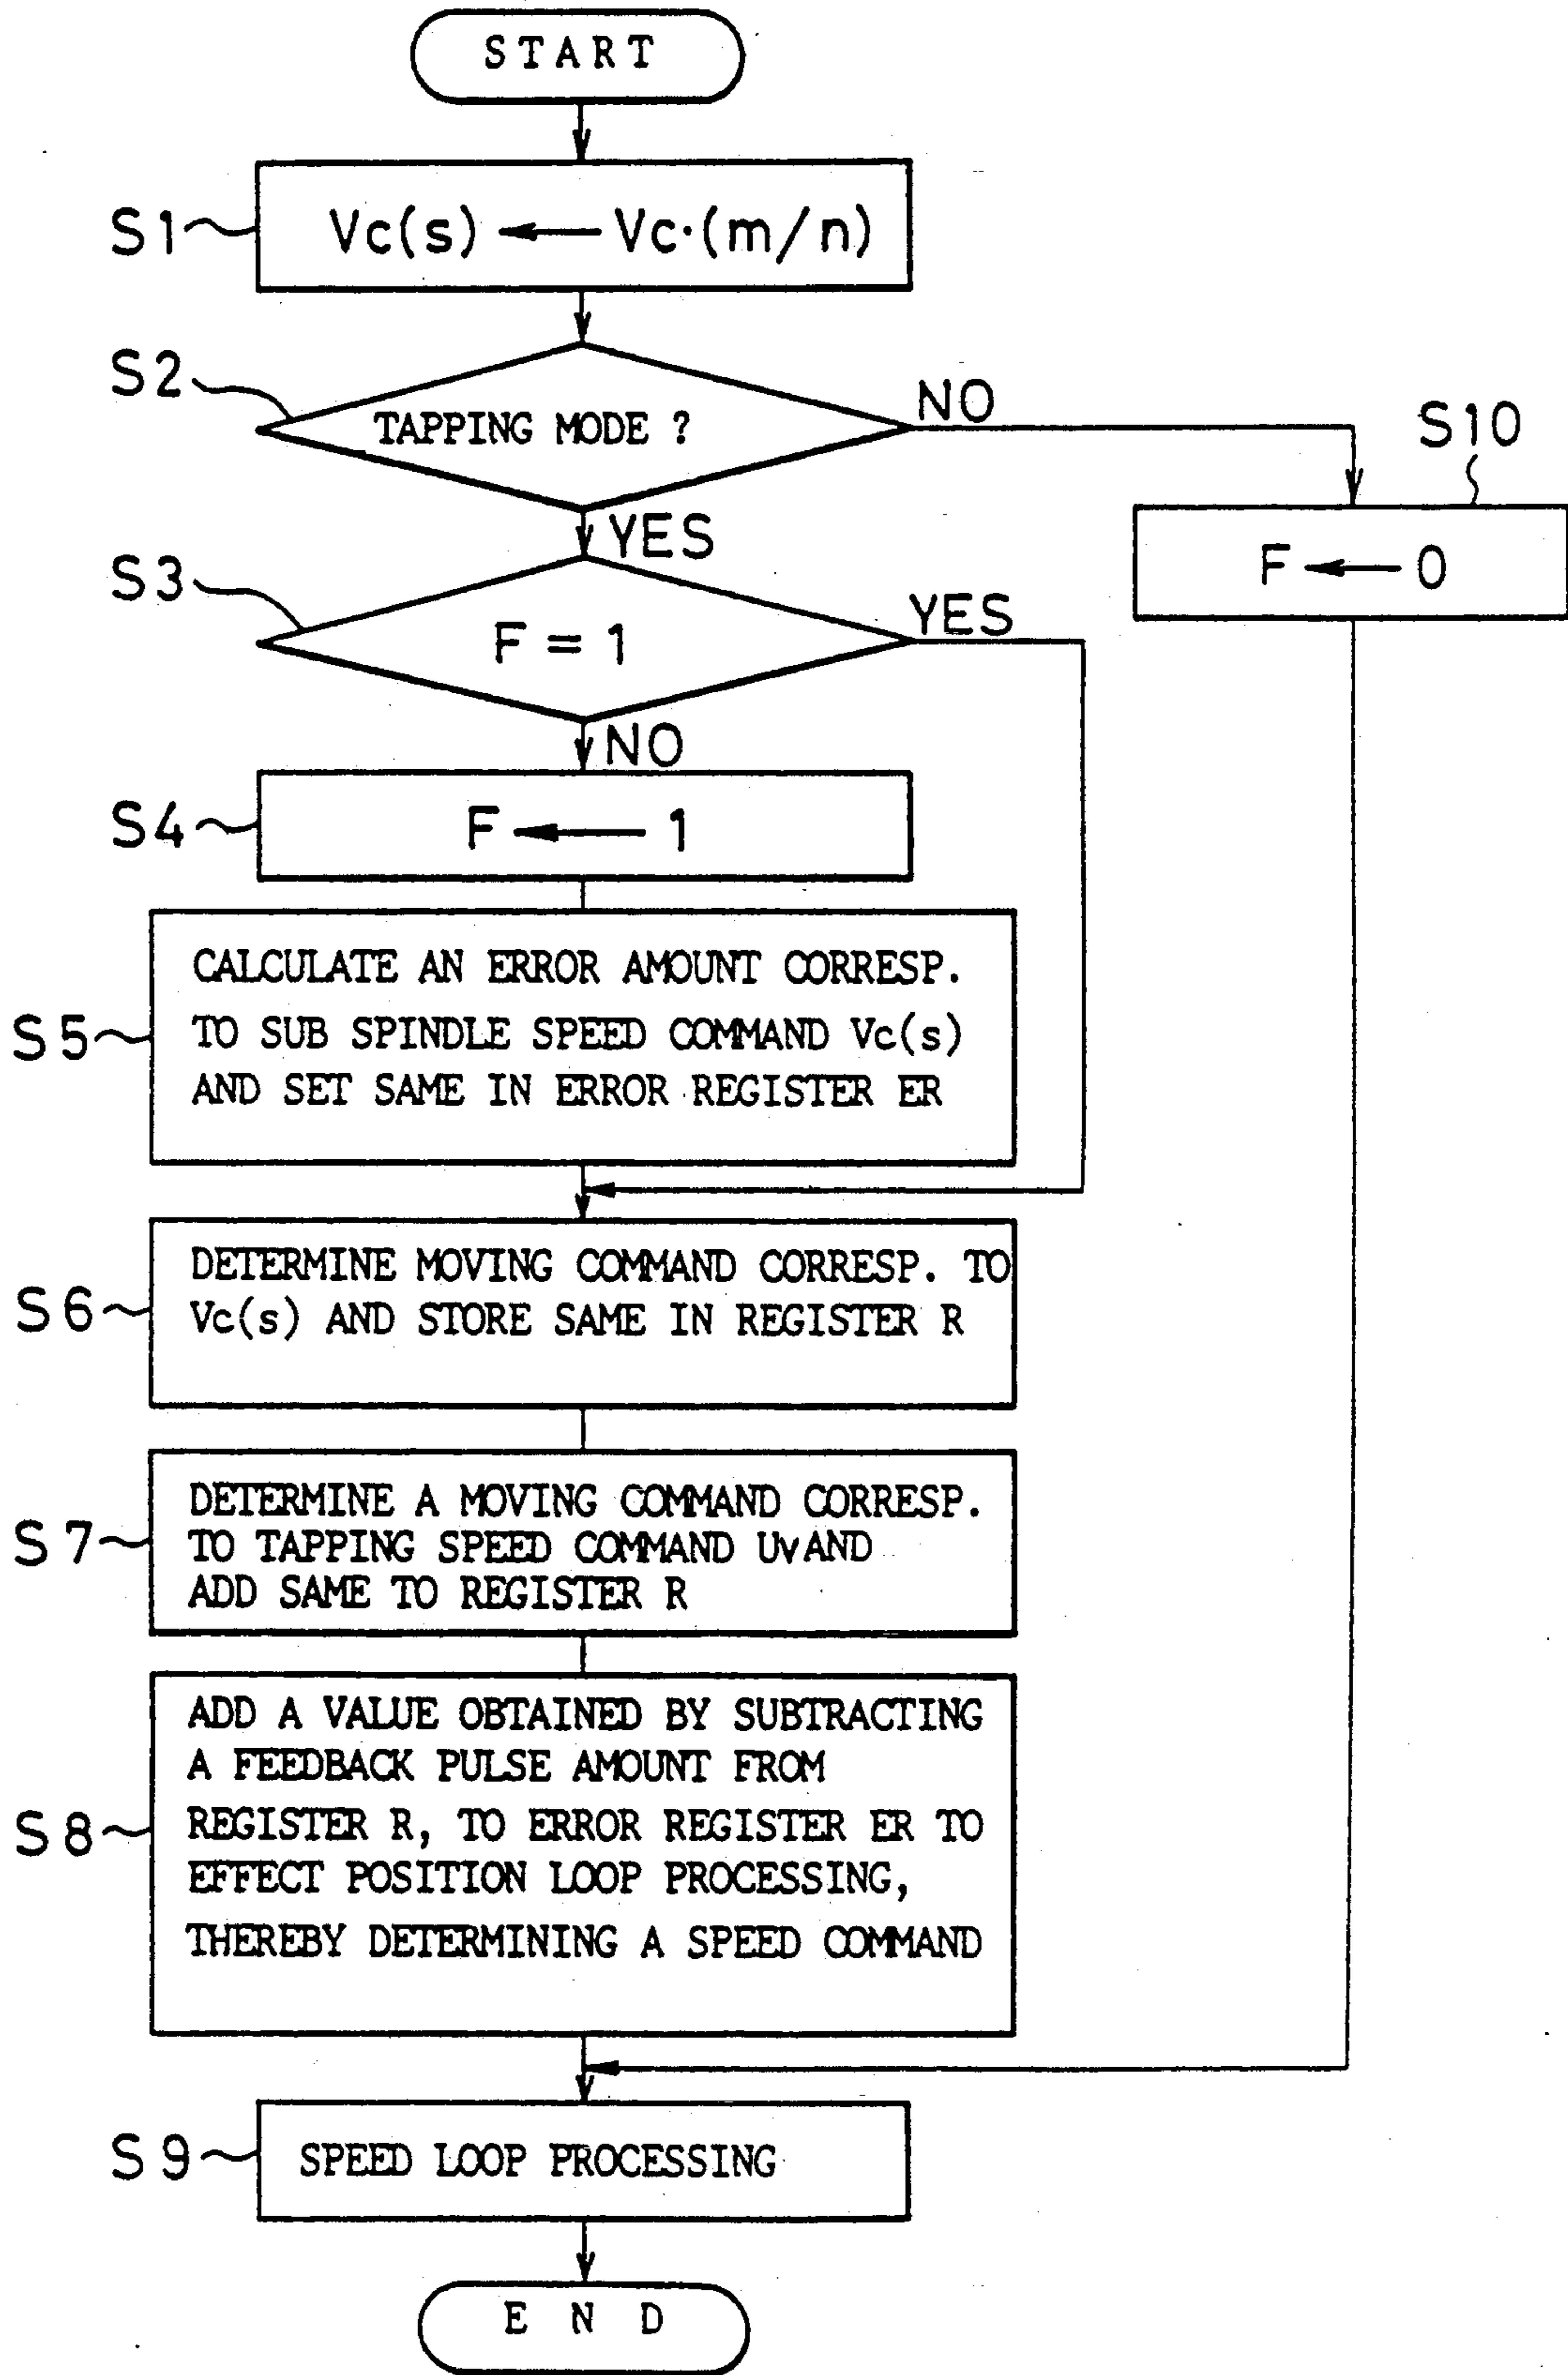 START
S1
Vc(s) ← Vc·(m/n)
S2
TAPPING MODE ?
NO
S10
F ← 0
YES
S3
F = 1
YES
NO
S4
F ← 1
S5
CALCULATE AN ERROR AMOUNT CORRESP.
TO SUB SPINDLE SPEED COMMAND Vc(s)
AND SET SAME IN ERROR REGISTER ER
S6
DETERMINE MOVING COMMAND CORRESP. TO
Vc(s) AND STORE SAME IN REGISTER R
S7
DETERMINE A MOVING COMMAND CORRESP.
TO TAPPING SPEED COMMAND Uv AND
ADD SAME TO REGISTER R
S8
ADD A VALUE OBTAINED BY SUBTRACTING
A FEEDBACK PULSE AMOUNT FROM
REGISTER R, TO ERROR REGISTER ER TO
EFFECT POSITION LOOP PROCESSING,
THEREBY DETERMINING A SPEED COMMAND
S9
SPEED LOOP PROCESSING
END